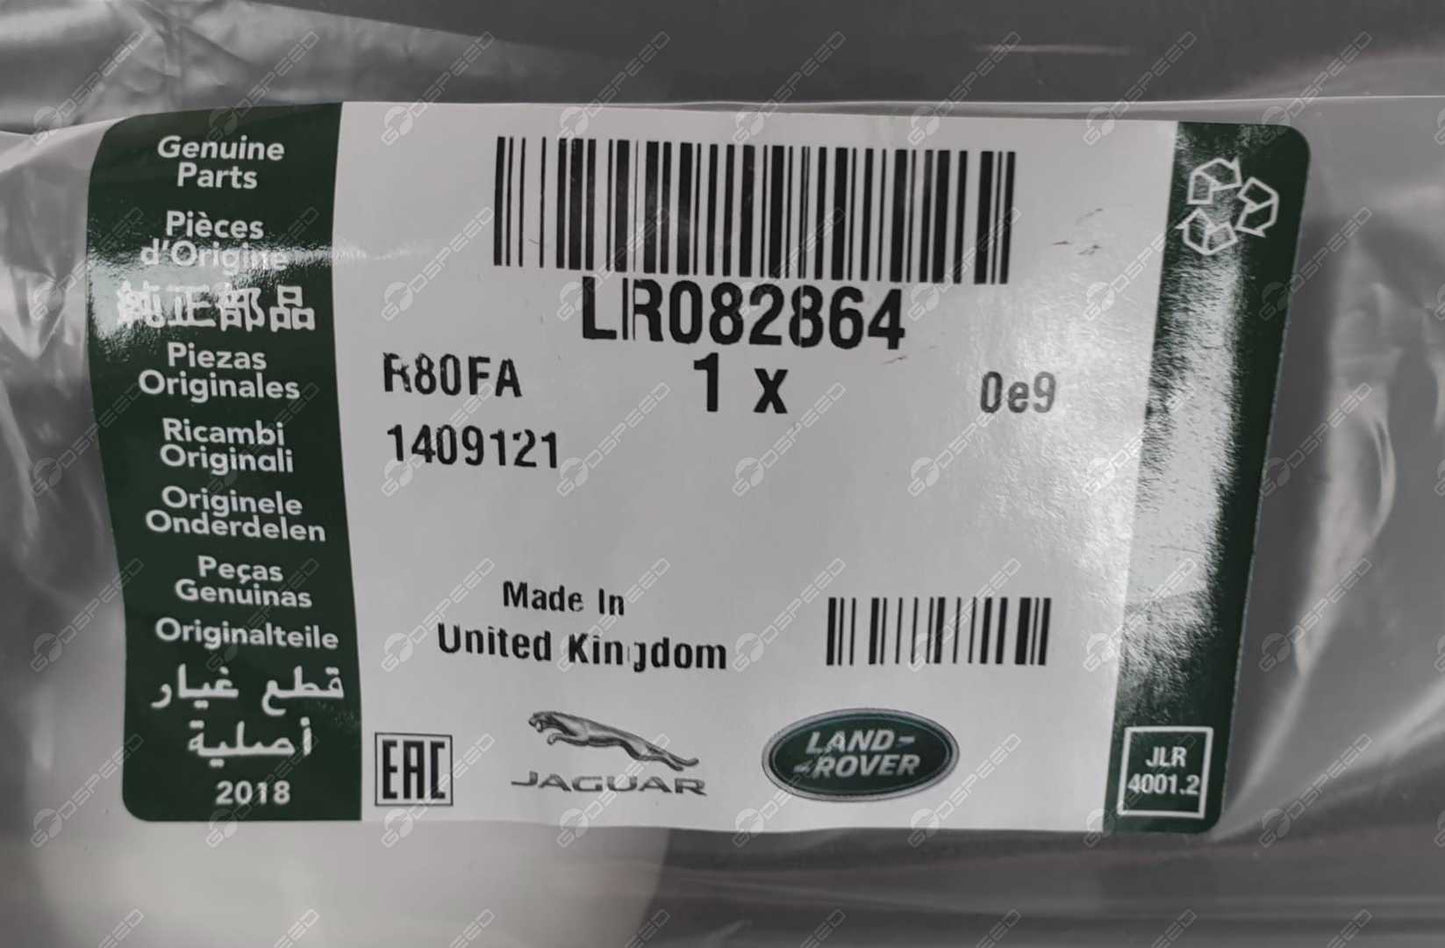 Genuine
Parts
Pièces
d'Origine
純正部品
Piezas
Originales
Ricambi
Originali
Originele
Onderdelen
Peças
Genuinas
Originalteile
قطع غيار
أصلية
2018
LR082864
R80FA
1 x
0e9
1409121
Made In
United Kingdom
EAC
JAGUAR
LAND-
-ROVER
JLR
4001.2
GODSPEED